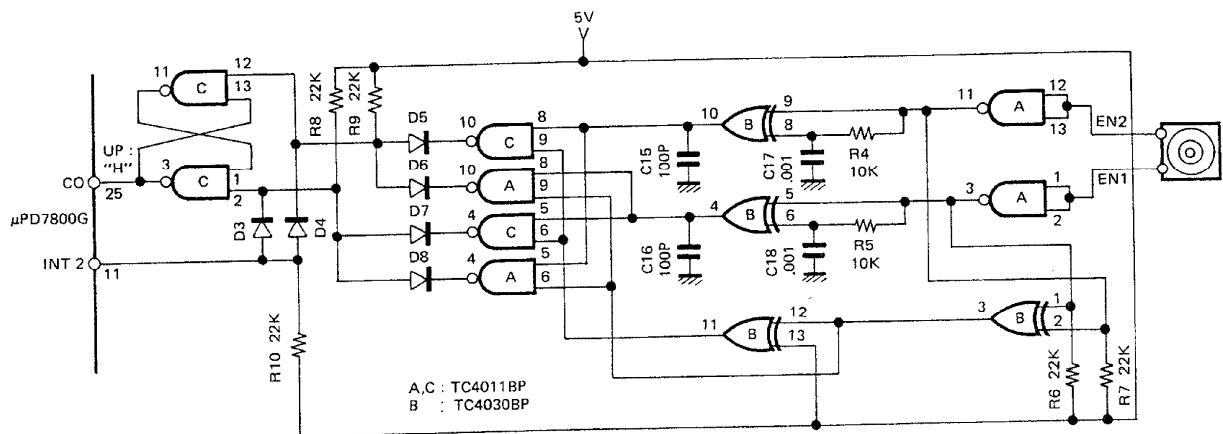 5V
11
C
12
13
UP :
"H"
3
C
1
2
CO
25
μPD7800G
INT 2
11
D3
D4
R8 22K
R9 22K
R10 22K
D5
D6
D7
D8
10
C
8
9
10
A
8
9
4
C
5
6
4
A
5
6
C15
100P
C16
100P
10
B
9
8
C17
.001
R4
10K
4
B
5
6
C18
.001
R5
10K
11
A
12
13
EN2
3
A
1
2
EN1
11
B
12
13
3
B
1
2
R6 22K
R7 22K
A,C : TC4011BP
B : TC4030BP